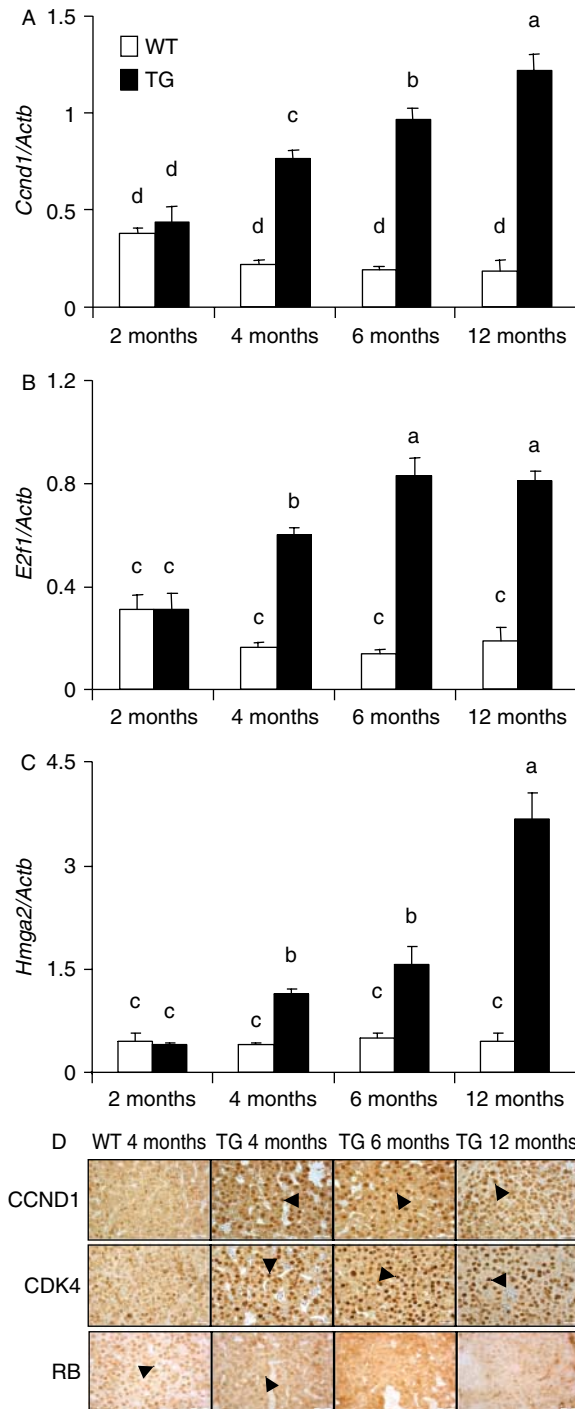 A
1.5
WT
TG
a
b
c
1
Ccnd1/Actb
d d
0.5
d d d
0
2 months 4 months 6 months 12 months
B
1.2
a a
0.8
b
E2f1/Actb
c c
0.4
c c c
0
2 months 4 months 6 months 12 months
C
4.5
a
3
Hmga2/Actb
b b
1.5
c c c c c
0
2 months 4 months 6 months 12 months
D WT 4 months TG 4 months TG 6 months TG 12 months
CCND1
CDK4
RB